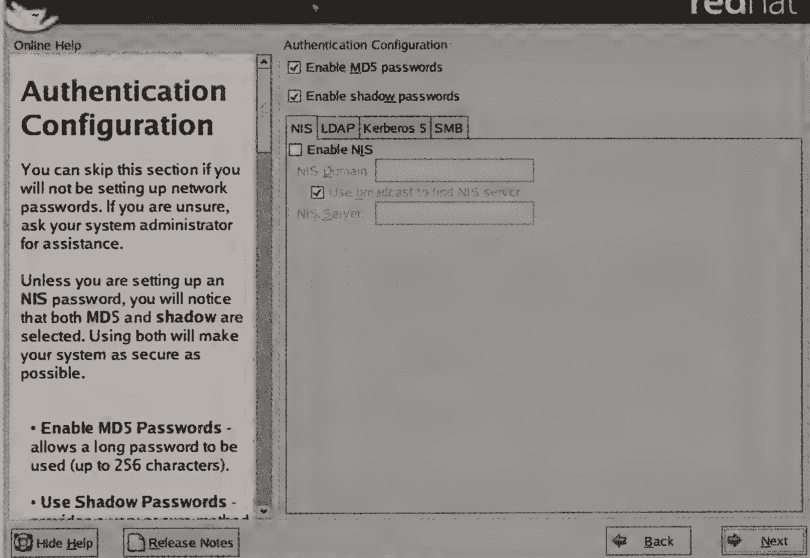 redhat
Online Help
Authentication
Configuration
You can skip this section if you
will not be setting up network
passwords. If you are unsure,
ask your system administrator
for assistance.
Unless you are setting up an
NIS password, you will notice
that both MD5 and shadow are
selected. Using both will make
your system as secure as
possible.
• Enable MD5 Passwords -
allows a long password to be
used (up to 256 characters).
• Use Shadow Passwords -
Authentication Configuration
Enable MD5 passwords
Enable shadow passwords
NIS LDAP Kerberos 5 SMB
Enable NIS
NIS Domain
Use broadcast to find NIS server
NIS Server:
Hide Help Release Notes Back Next